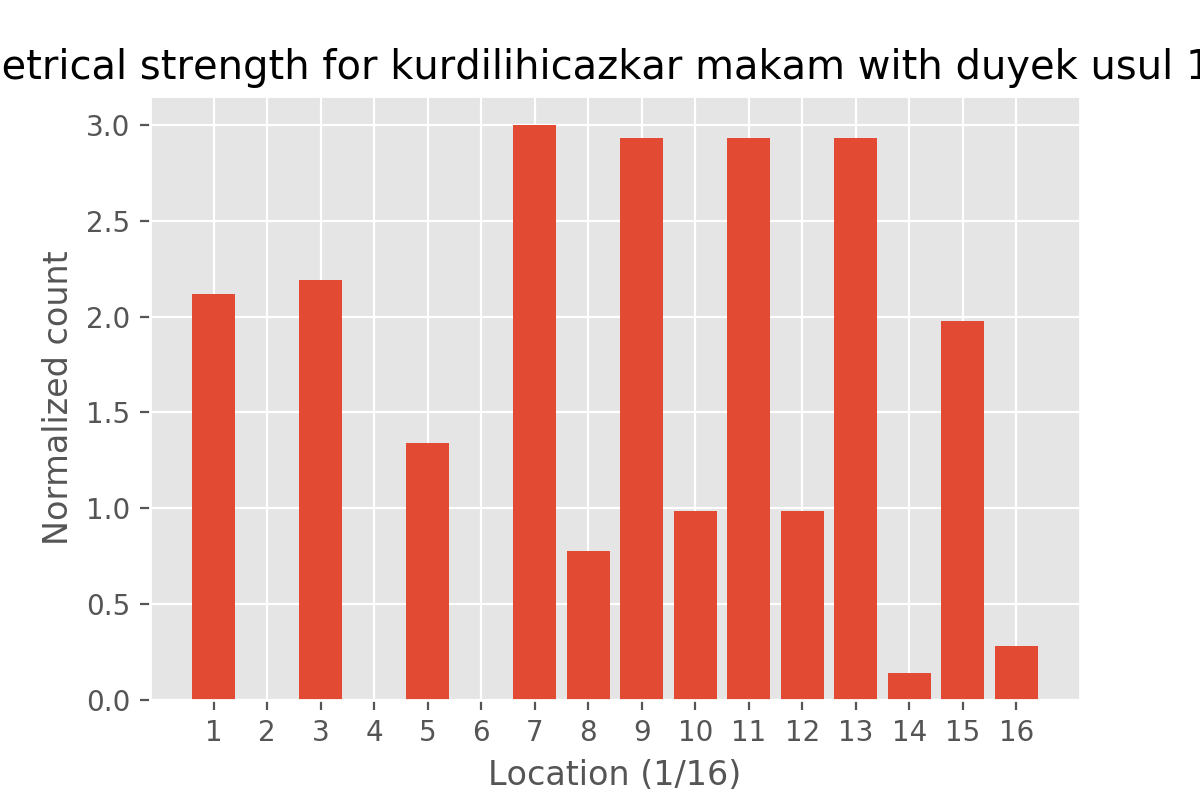 etrical strength for kurdilihicazkar makam with duyek usul 1
3.0
2.5
2.0
1.5
1.0
0.5
0.0
Normalized count
1 2 3 4 5 6 7 8 9 10 11 12 13 14 15 16
Location (1/16)